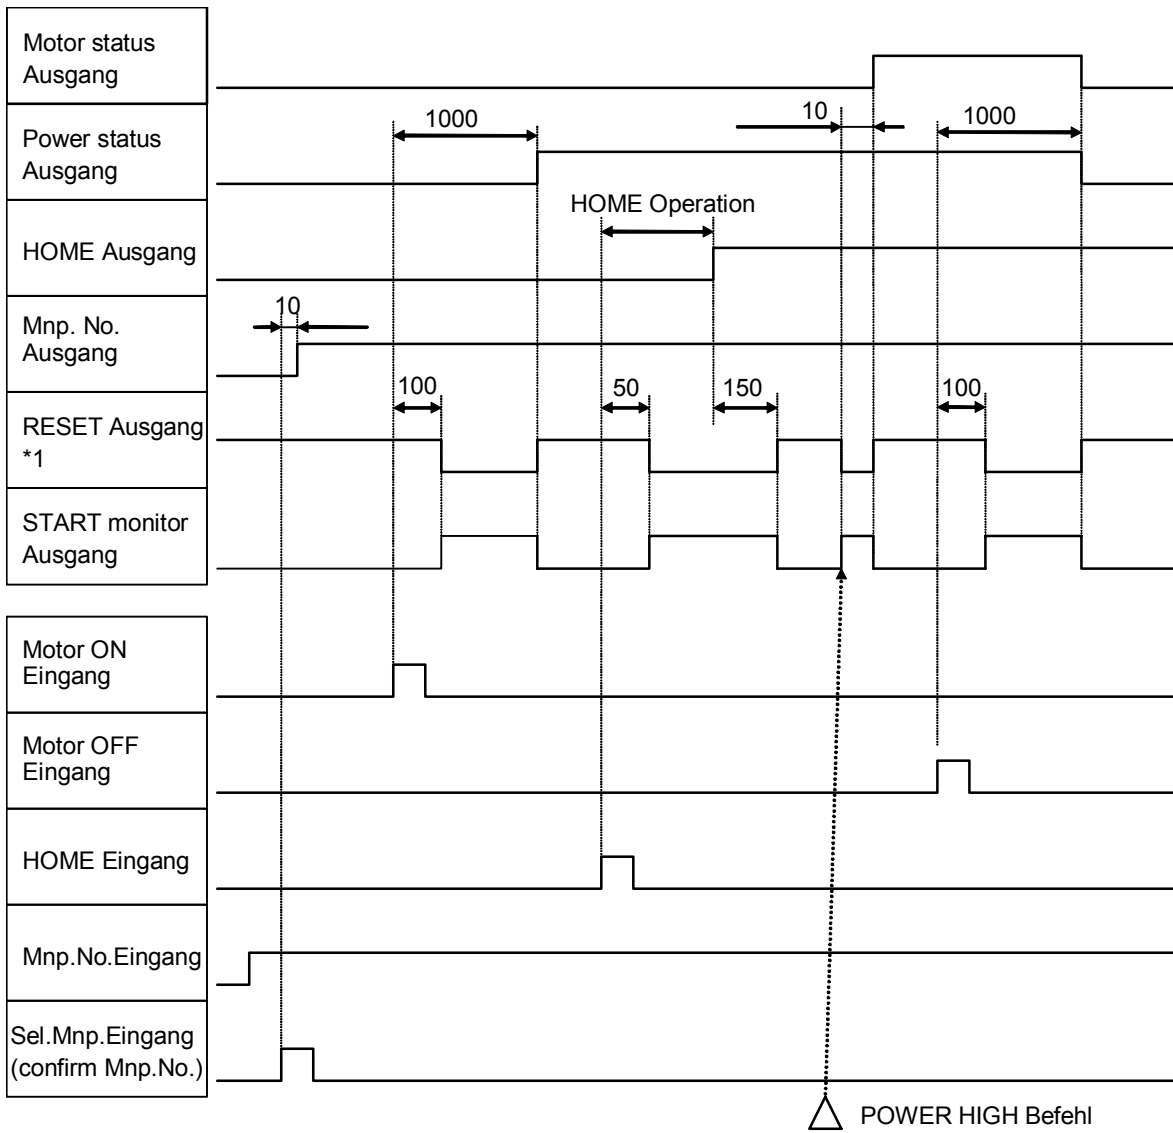 Motor status
Ausgang
10
1000
1000
Power status
Ausgang
HOME Operation
HOME Ausgang
10
Mnp. No.
Ausgang
100
50
150
100
RESET Ausgang
*1
START monitor
Ausgang
Motor ON
Eingang
Motor OFF
Eingang
HOME Eingang
Mnp.No.Eingang
Sel.Mnp.Eingang
(confirm Mnp.No.)
POWER HIGH Befehl